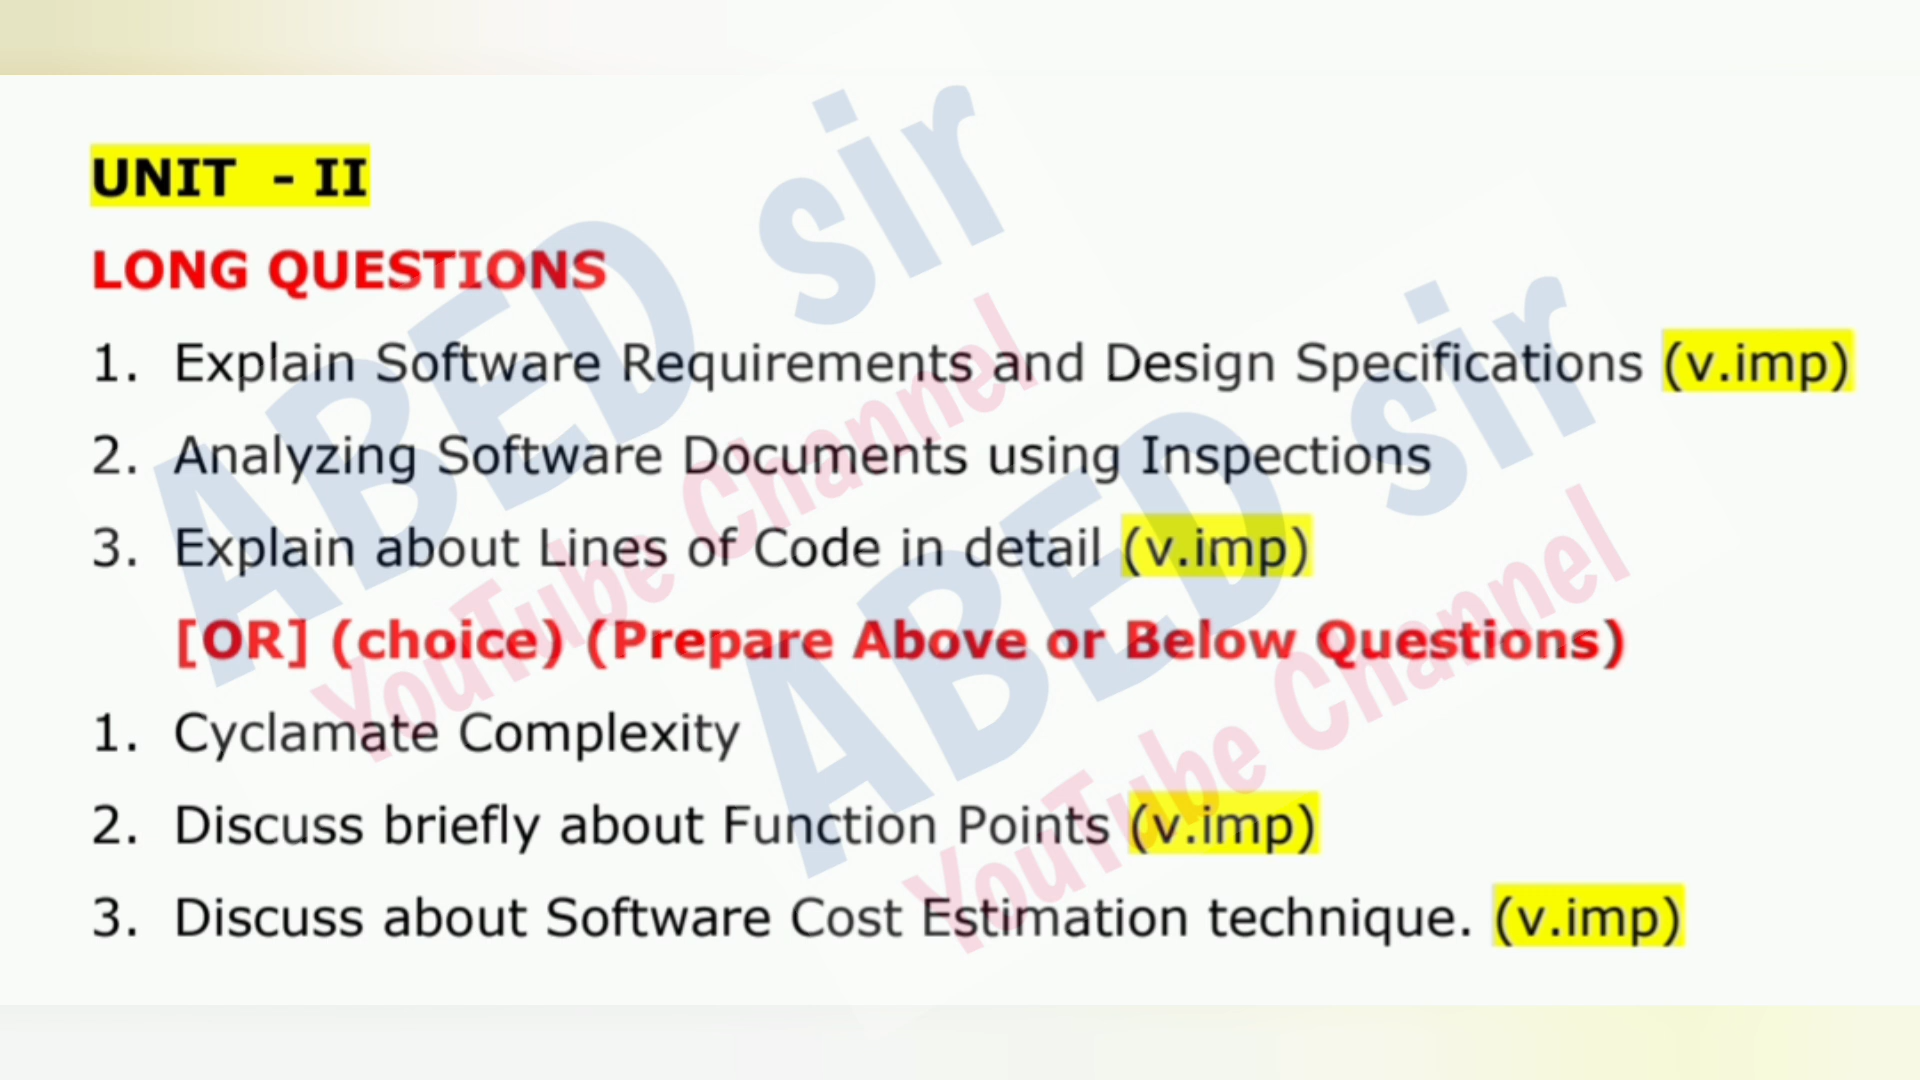 UNIT - II
LONG QUESTIONS
1. Explain Software Requirements and Design Specifications (v.imp)
2. Analyzing Software Documents using Inspections
3. Explain about Lines of Code in detail (v.imp)
[OR] (choice) (Prepare Above or Below Questions)
1. Cyclamate Complexity
2. Discuss briefly about Function Points (v.imp)
3. Discuss about Software Cost Estimation technique. (v.imp)
ABED sir
YouTube Channel
ABED sir
YouTube Channel